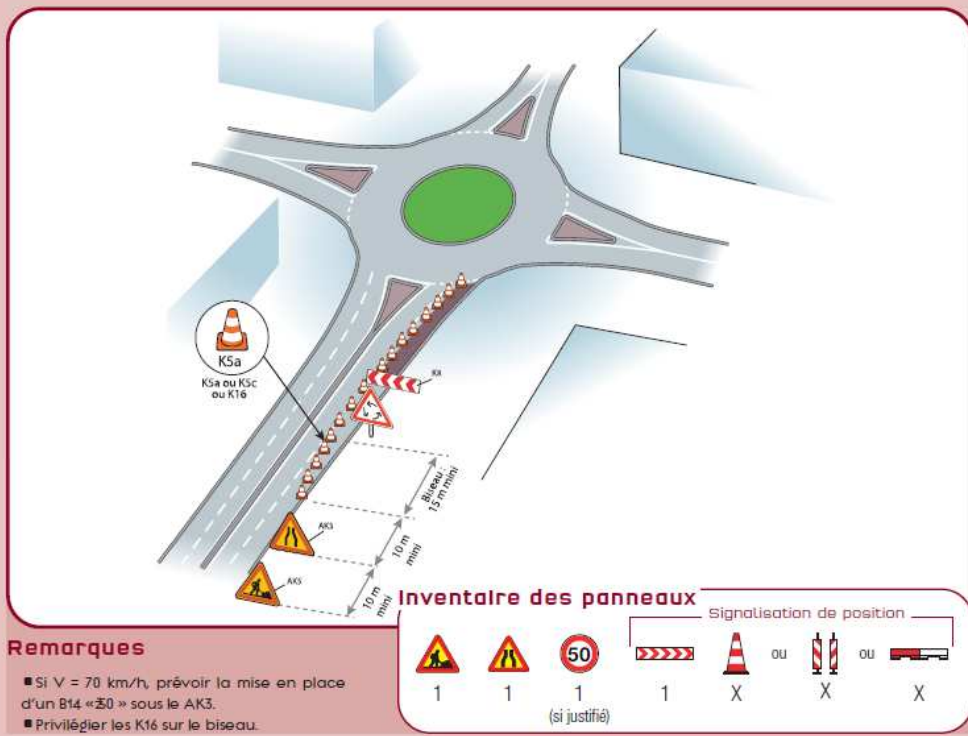 K5a
K5a ou K5c
ou K16
K8
Biseau :
15 m mini
AK3
10 m
mini
AK5
10 m
mini
Inventaire des panneaux
Signalisation de position
50
ou
ou
1
1
1
1
X
X
X
(si justifié)
Remarques
■ Si V = 70 km/h, prévoir la mise en place
d'un B14 « » sous le AK3.
■ Privilégier les K16 sur le biseau.